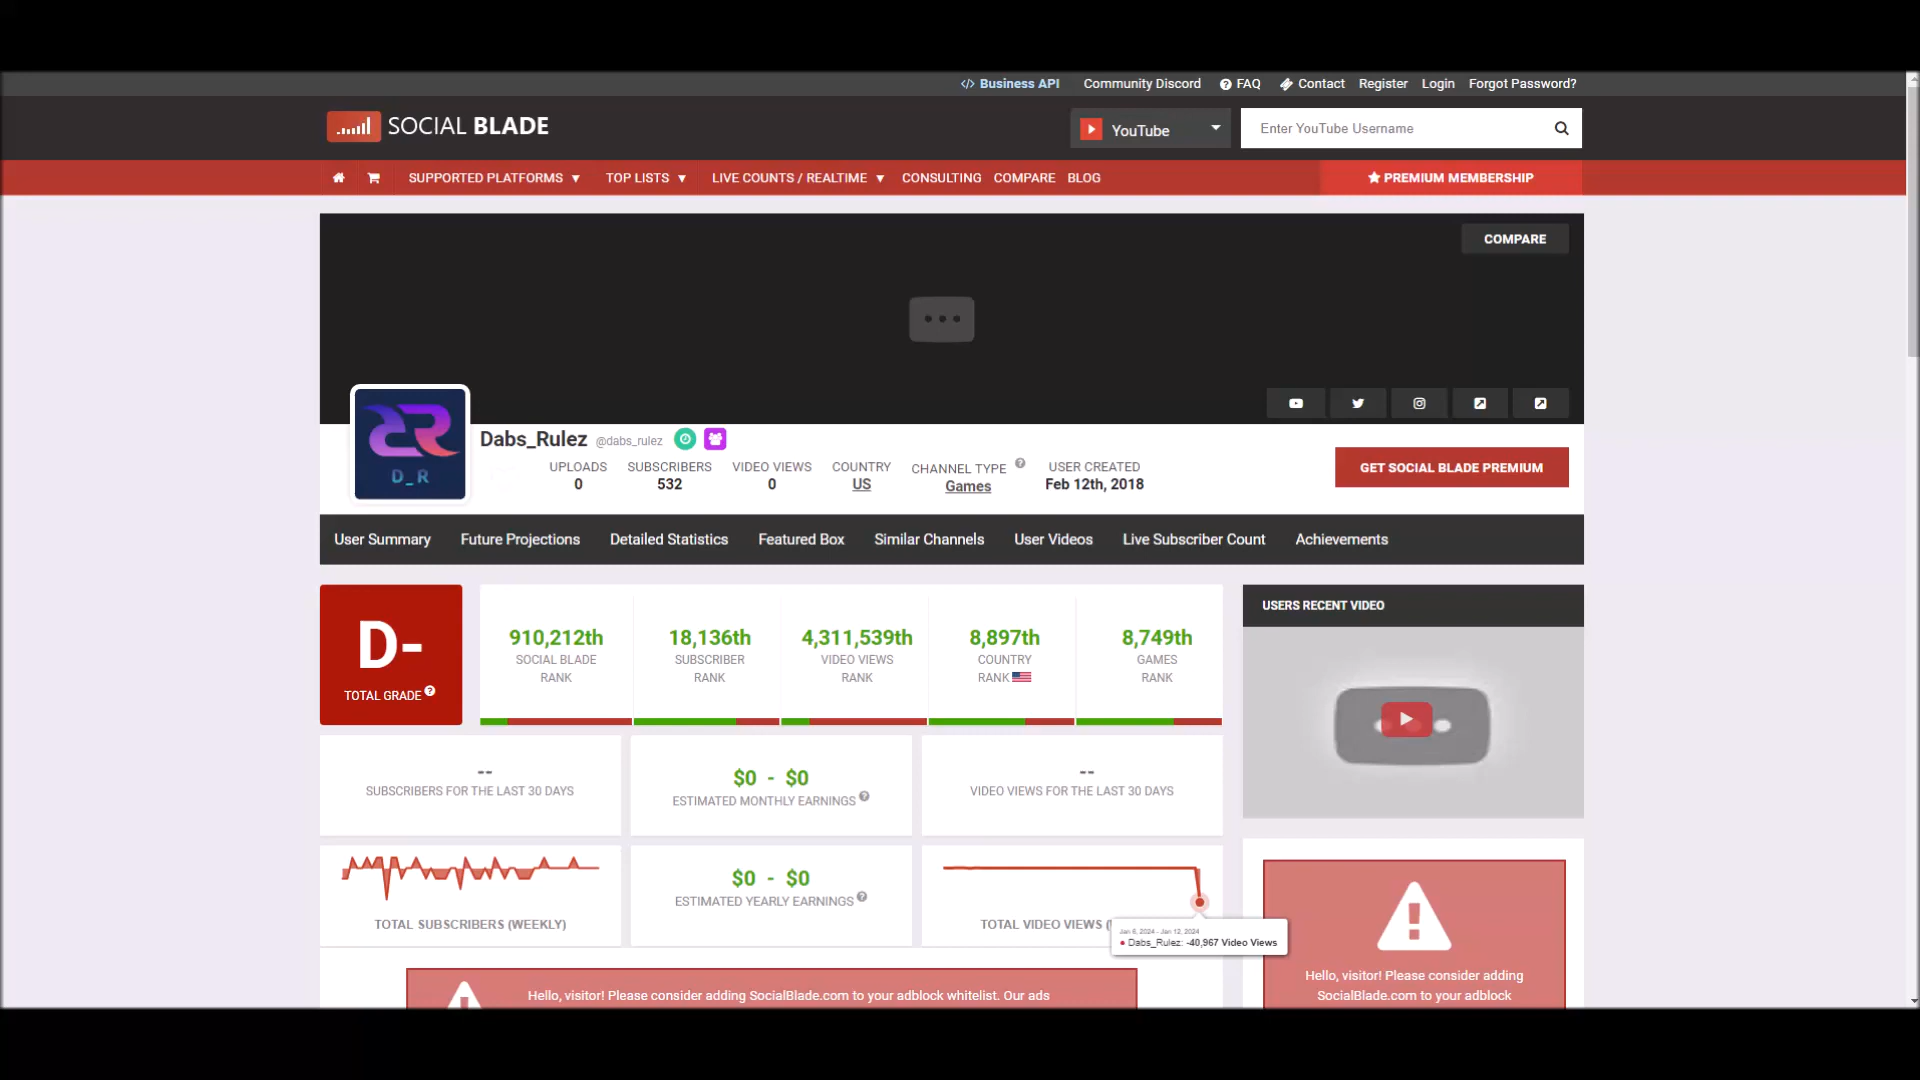 Business API Community Discord FAQ Contact Register Login Forgot Password?
SOCIAL BLADE
YouTube
Enter YouTube Username
SUPPORTED PLATFORMS TOP LISTS LIVE COUNTS / REALTIME CONSULTING COMPARE BLOG
PREMIUM MEMBERSHIP
COMPARE
D_R
Dabs_Rulez @dabs_rulez
UPLOADS SUBSCRIBERS VIDEO VIEWS COUNTRY CHANNEL TYPE USER CREATED
0 532 0 US Games Feb 12th, 2018
GET SOCIAL BLADE PREMIUM
User Summary Future Projections Detailed Statistics Featured Box Similar Channels User Videos Live Subscriber Count Achievements
D-
TOTAL GRADE
910,212th 18,136th 4,311,539th 8,897th 8,749th
SOCIAL BLADE SUBSCRIBER VIDEO VIEWS COUNTRY GAMES
RANK RANK RANK RANK RANK
USERS RECENT VIDEO
-- $0 - $0 --
SUBSCRIBERS FOR THE LAST 30 DAYS ESTIMATED MONTHLY EARNINGS VIDEO VIEWS FOR THE LAST 30 DAYS
$0 - $0
ESTIMATED YEARLY EARNINGS
TOTAL SUBSCRIBERS (WEEKLY)
TOTAL VIDEO VIEWS (
Jan 6, 2024 - Jan 12, 2024
Dabs_Rulez: -40,967 Video Views
Hello, visitor! Please consider adding SocialBlade.com to your adblock whitelist. Our ads
Hello, visitor! Please consider adding
SocialBlade.com to your adblock